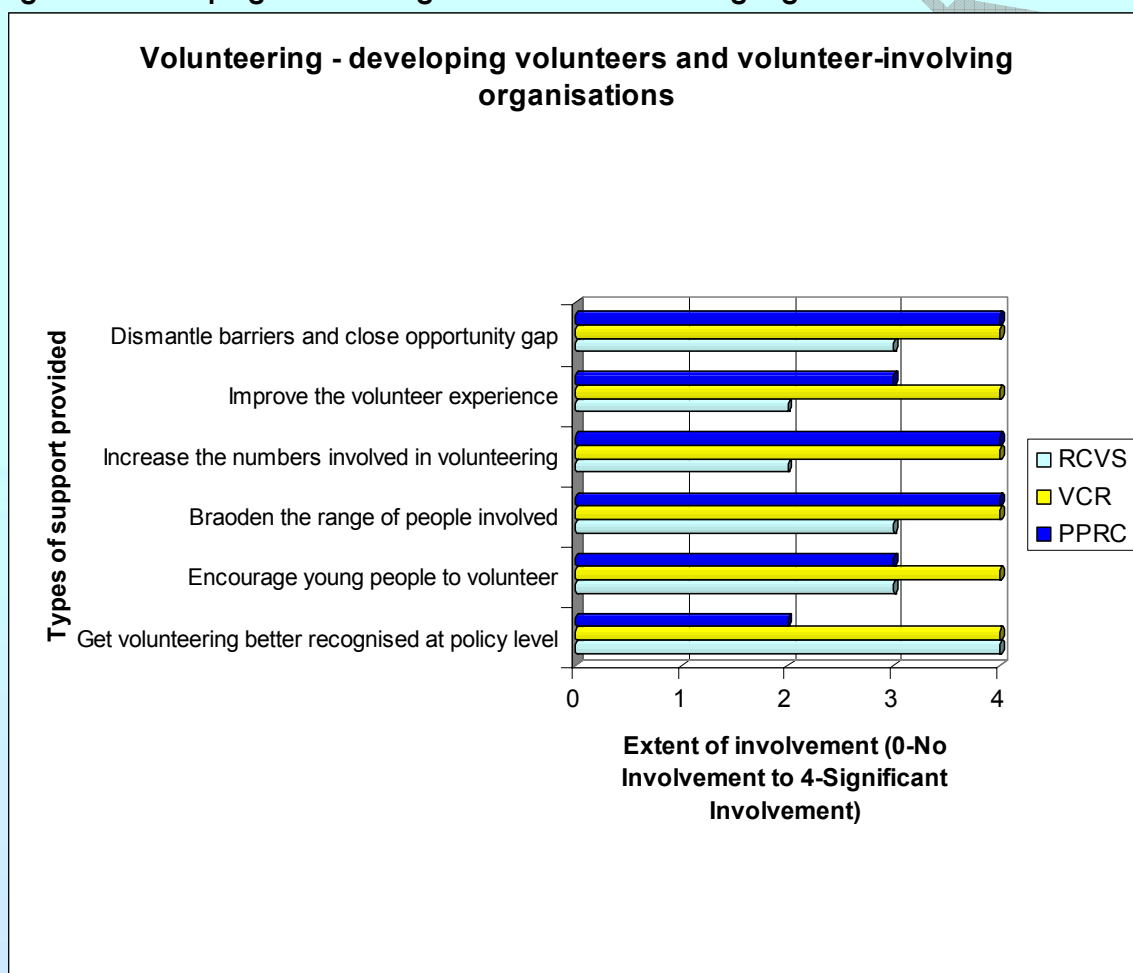 Volunteering - developing volunteers and volunteer-involving
organisations
Types of support provided
Dismantle barriers and close opportunity gap
Improve the volunteer experience
Increase the numbers involved in volunteering
Braoden the range of people involved
Encourage young people to volunteer
Get volunteering better recognised at policy level
0 1 2 3 4
Extent of involvement (0-No
Involvement to 4-Significant
Involvement)
RCVS
VCR
PPRC